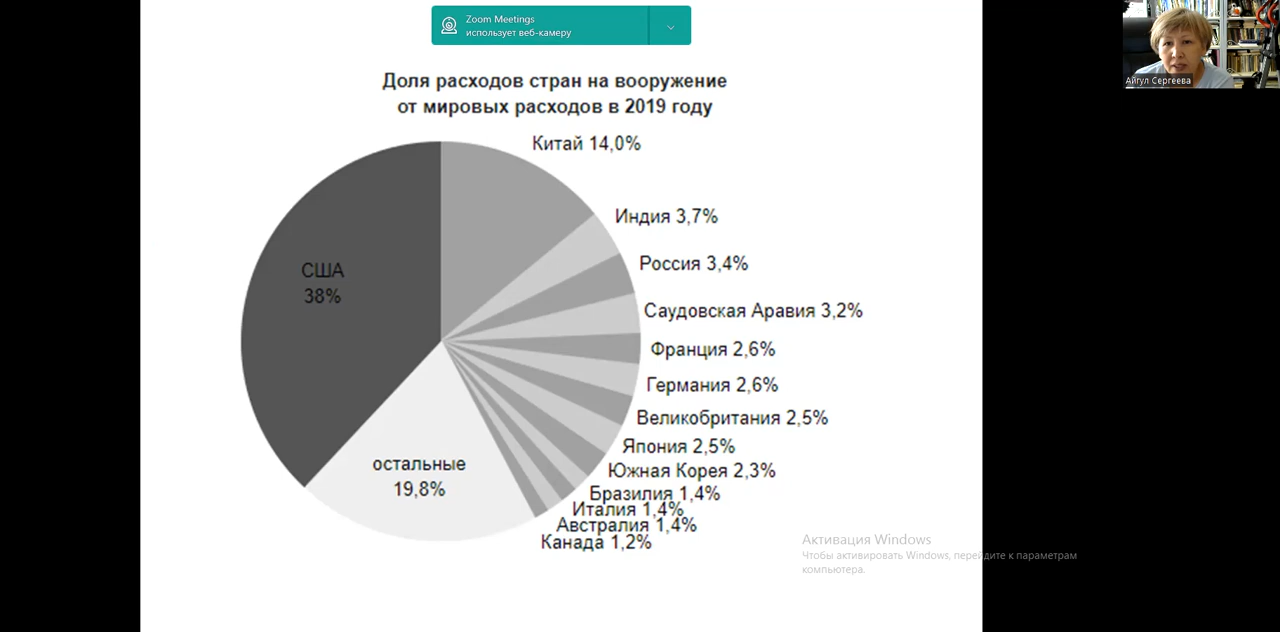 Zoom Meetings
использует веб-камеру
Айгул Сергеева
Доля расходов стран на вооружение
от мировых расходов в 2019 году
Китай 14,0%
Индия 3,7%
Россия 3,4%
Саудовская Аравия 3,2%
Франция 2,6%
Германия 2,6%
Великобритания 2,5%
Япония 2,5%
Южная Корея 2,3%
Бразилия 1,4%
Италия 1,4%
Австралия 1,4%
Канада 1,2%
остальные
19,8%
США
38%
Активация Windows
Чтобы активировать Windows, перейдите к параметрам
компьютера.